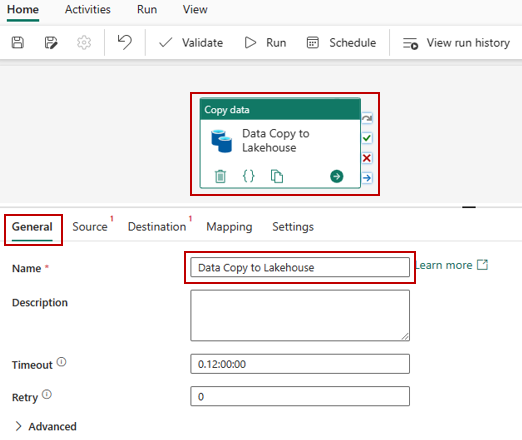 Home Activities Run View
Validate Run Schedule View run history
Copy data
Data Copy to
Lakehouse
{}
General Source 1 Destination 1 Mapping Settings
Name * Data Copy to Lakehouse Learn more
Description
Timeout 0.12:00:00
Retry 0
Advanced